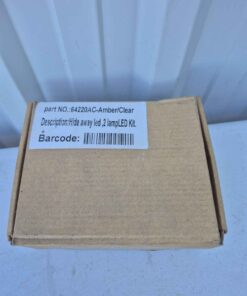 part NO.:64220AC-Amber/Clear
Description:Hide away led ,2 lampLED Kit.
Barcode: